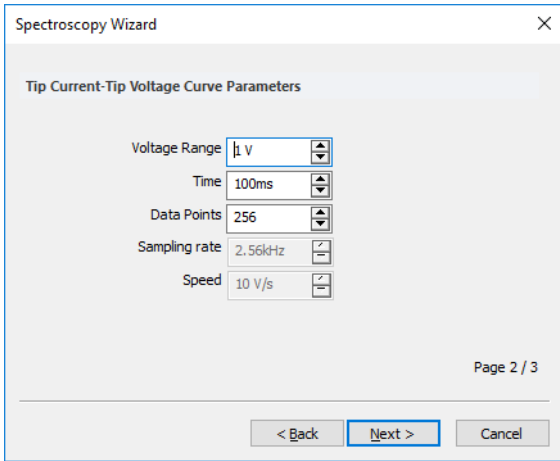 Spectroscopy Wizard
Tip Current-Tip Voltage Curve Parameters
Voltage Range 1 V
Time 100ms
Data Points 256
Sampling rate 2.56kHz
Speed 10 V/s
Page 2 / 3
< Back Next > Cancel